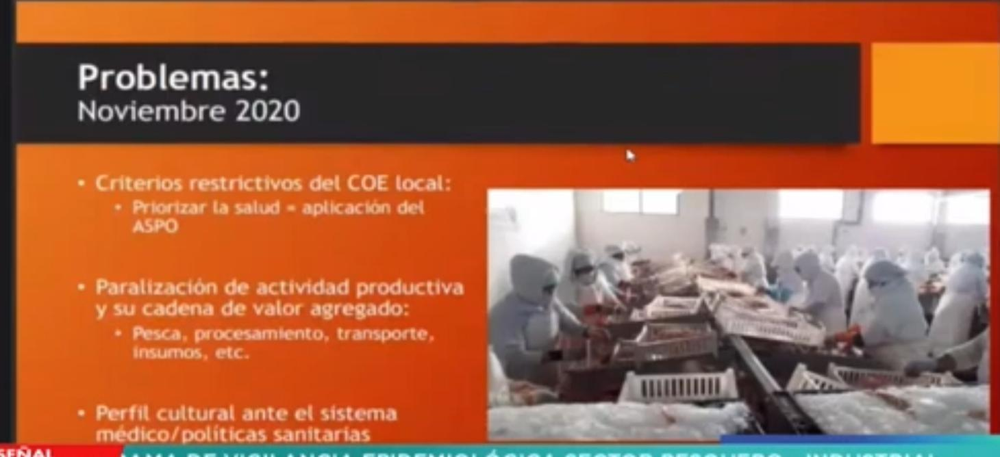 Problemas:
Noviembre 2020
• Criterios restrictivos del COE local:
• Priorizar la salud = aplicación del
ASPO
• Paralización de actividad productiva
y su cadena de valor agregado:
• Pesca, procesamiento, transporte,
insumos, etc.
• Perfil cultural ante el sistema
médico/políticas sanitarias
SEÑAL
AMA DE VIGILANCIA EPIDEMIOLÓGICA SECTOR PESQUERO - INDUSTRIA